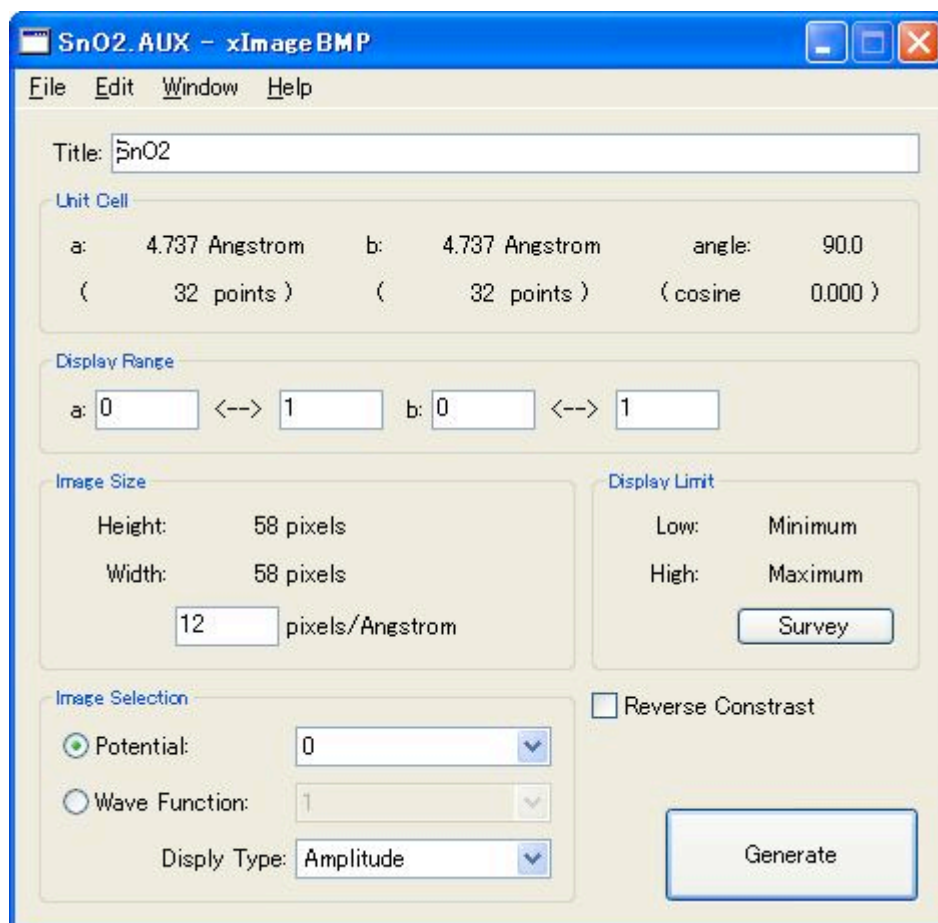 SnO2.AUX - xImageBMP
File Edit Window Help
Title: SnO2
Unit Cell
a: 4.737 Angstrom b: 4.737 Angstrom angle: 90.0
( 32 points ) ( 32 points ) ( cosine 0.000 )
Display Range
a: 0 <--> 1 b: 0 <--> 1
Image Size
Height: 58 pixels
Width: 58 pixels
12 pixels/Angstrom
Display Limit
Low: Minimum
High: Maximum
Survey
Image Selection
Potential: 0
Wave Function: 1
Disply Type: Amplitude
Reverse Constrast
Generate